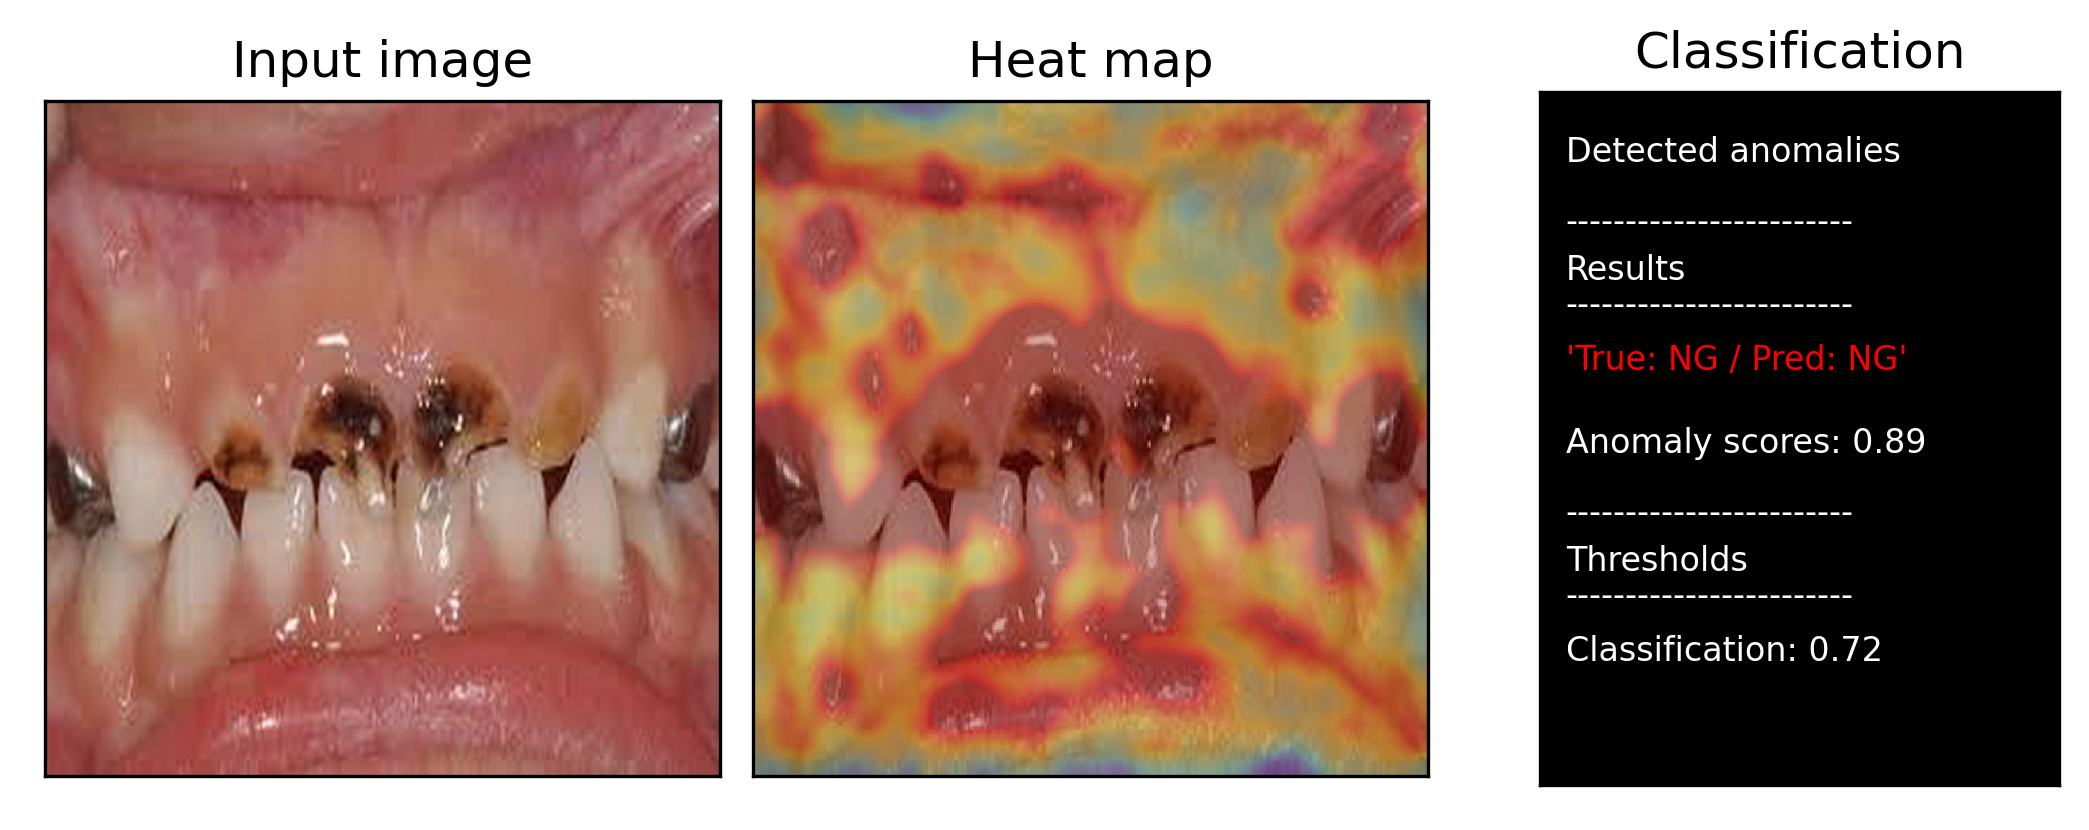 Input image
Heat map
Classification
Detected anomalies
------------------------
Results
------------------------
'True: NG / Pred: NG'
Anomaly scores: 0.89
------------------------
Thresholds
------------------------
Classification: 0.72